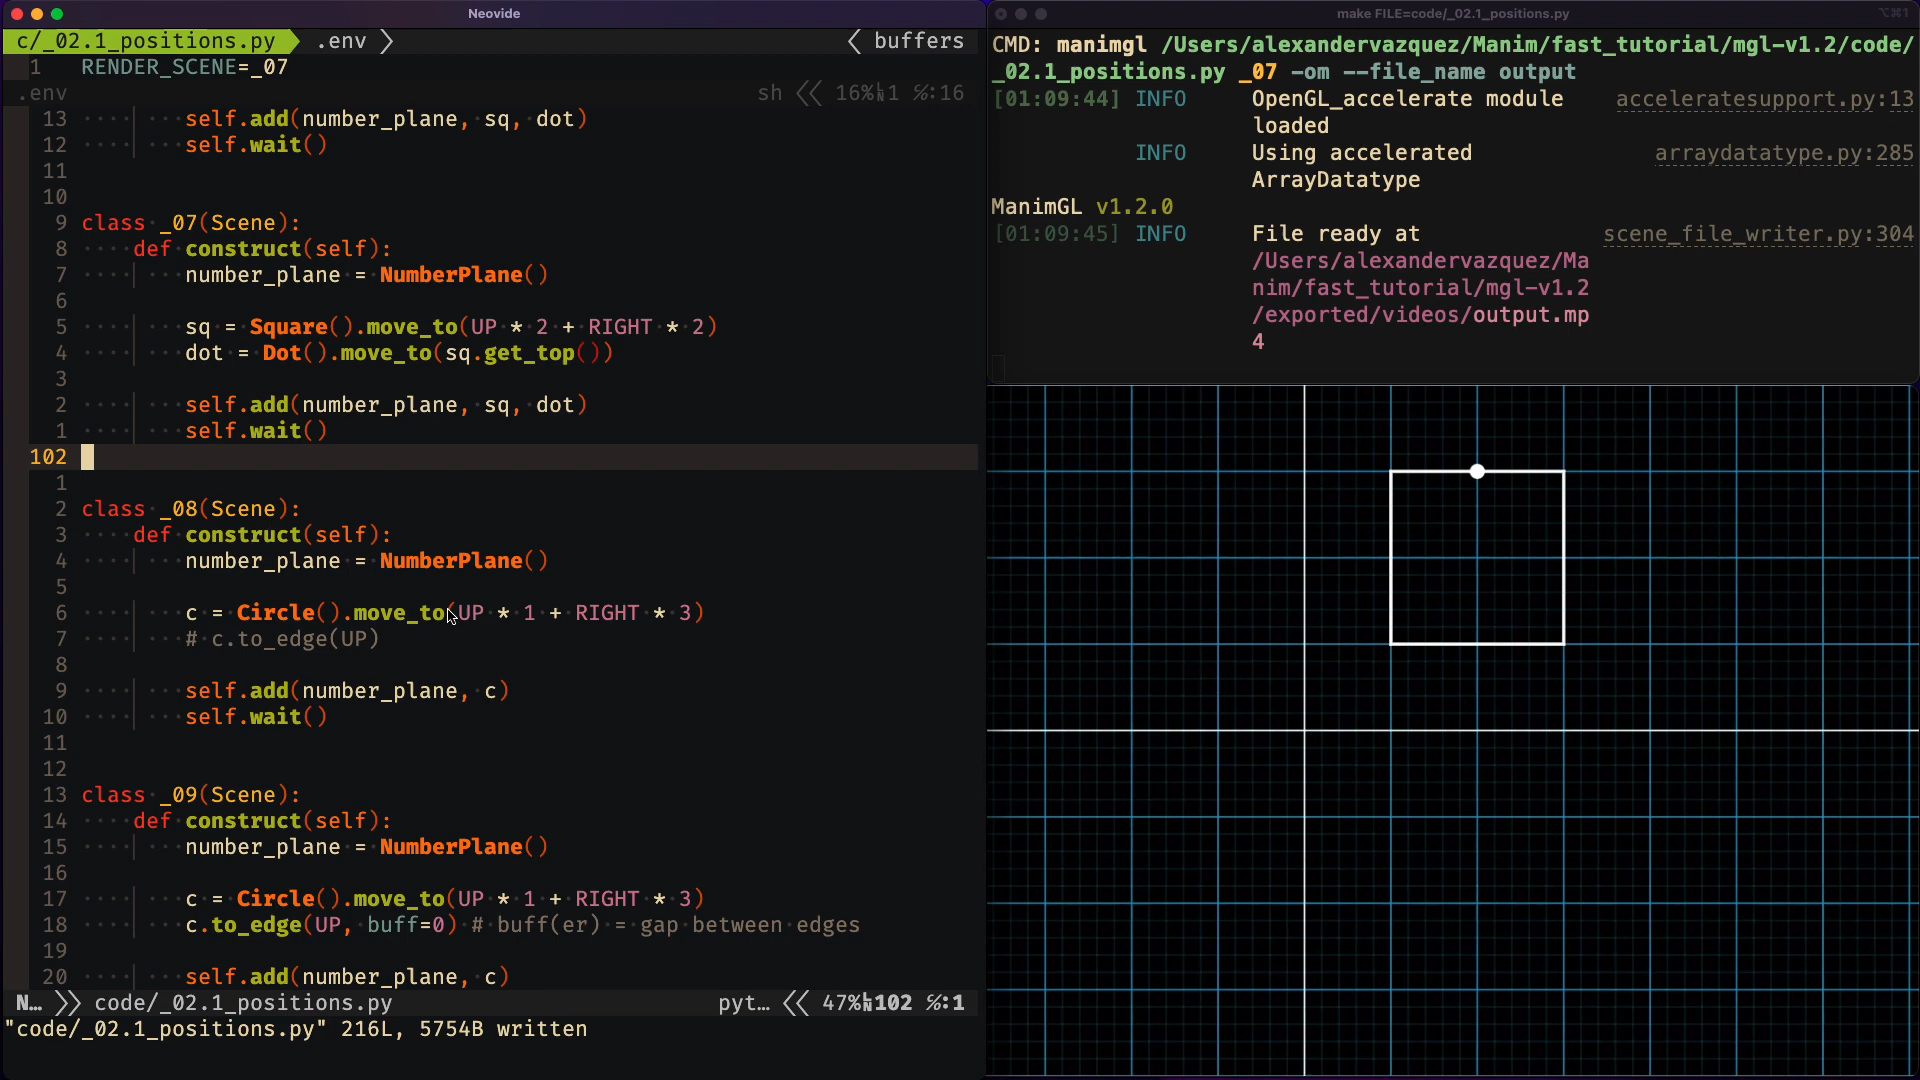 Neovide
c/_02.1_positions.py .env buffers
1 RENDER_SCENE=_07
.env sh 16% 1 :16
13 self.add(number_plane, sq, dot)
12 self.wait()
11
10
9 class _07(Scene):
8 def construct(self):
7 number_plane = NumberPlane()
6
5 sq = Square().move_to(UP * 2 + RIGHT * 2)
4 dot = Dot().move_to(sq.get_top())
3
2 self.add(number_plane, sq, dot)
1 self.wait()
102
1
2 class _08(Scene):
3 def construct(self):
4 number_plane = NumberPlane()
5
6 c = Circle().move_to(UP * 1 + RIGHT * 3)
7 # c.to_edge(UP)
8
9 self.add(number_plane, c)
10 self.wait()
11
12
13 class _09(Scene):
14 def construct(self):
15 number_plane = NumberPlane()
16
17 c = Circle().move_to(UP * 1 + RIGHT * 3)
18 c.to_edge(UP, buff=0) # buff(er) = gap between edges
19
20 self.add(number_plane, c)
N… code/_02.1_positions.py pyt… 47% 102 :1
"code/_02.1_positions.py" 216L, 5754B written
make FILE=code/_02.1_positions.py ⌥⌘1
CMD: manimgl /Users/alexandervazquez/Manim/fast_tutorial/mgl-v1.2/code/
_02.1_positions.py _07 -om --file_name output
[01:09:44] INFO OpenGL_accelerate module acceleratesupport.py:13
loaded
INFO Using accelerated arraydatatype.py:285
ArrayDatatype
ManimGL v1.2.0
[01:09:45] INFO File ready at scene_file_writer.py:304
/Users/alexandervazquez/Ma
nim/fast_tutorial/mgl-v1.2
/exported/videos/output.mp
4